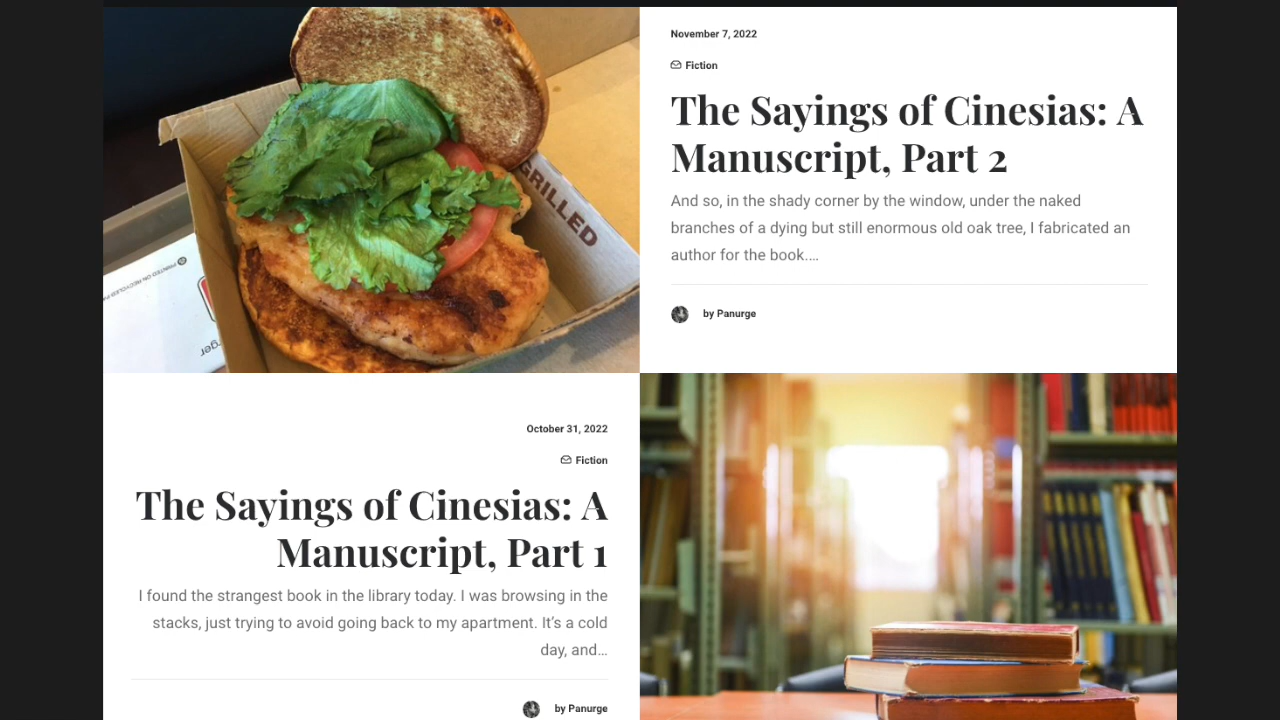 GRILLED
November 7, 2022
Fiction
The Sayings of Cinesias: A
Manuscript, Part 2
And so, in the shady corner by the window, under the naked
branches of a dying but still enormous old oak tree, I fabricated an
author for the book.…
by Panurge
October 31, 2022
Fiction
The Sayings of Cinesias: A
Manuscript, Part 1
I found the strangest book in the library today. I was browsing in the
stacks, just trying to avoid going back to my apartment. It’s a cold
day, and…
by Panurge